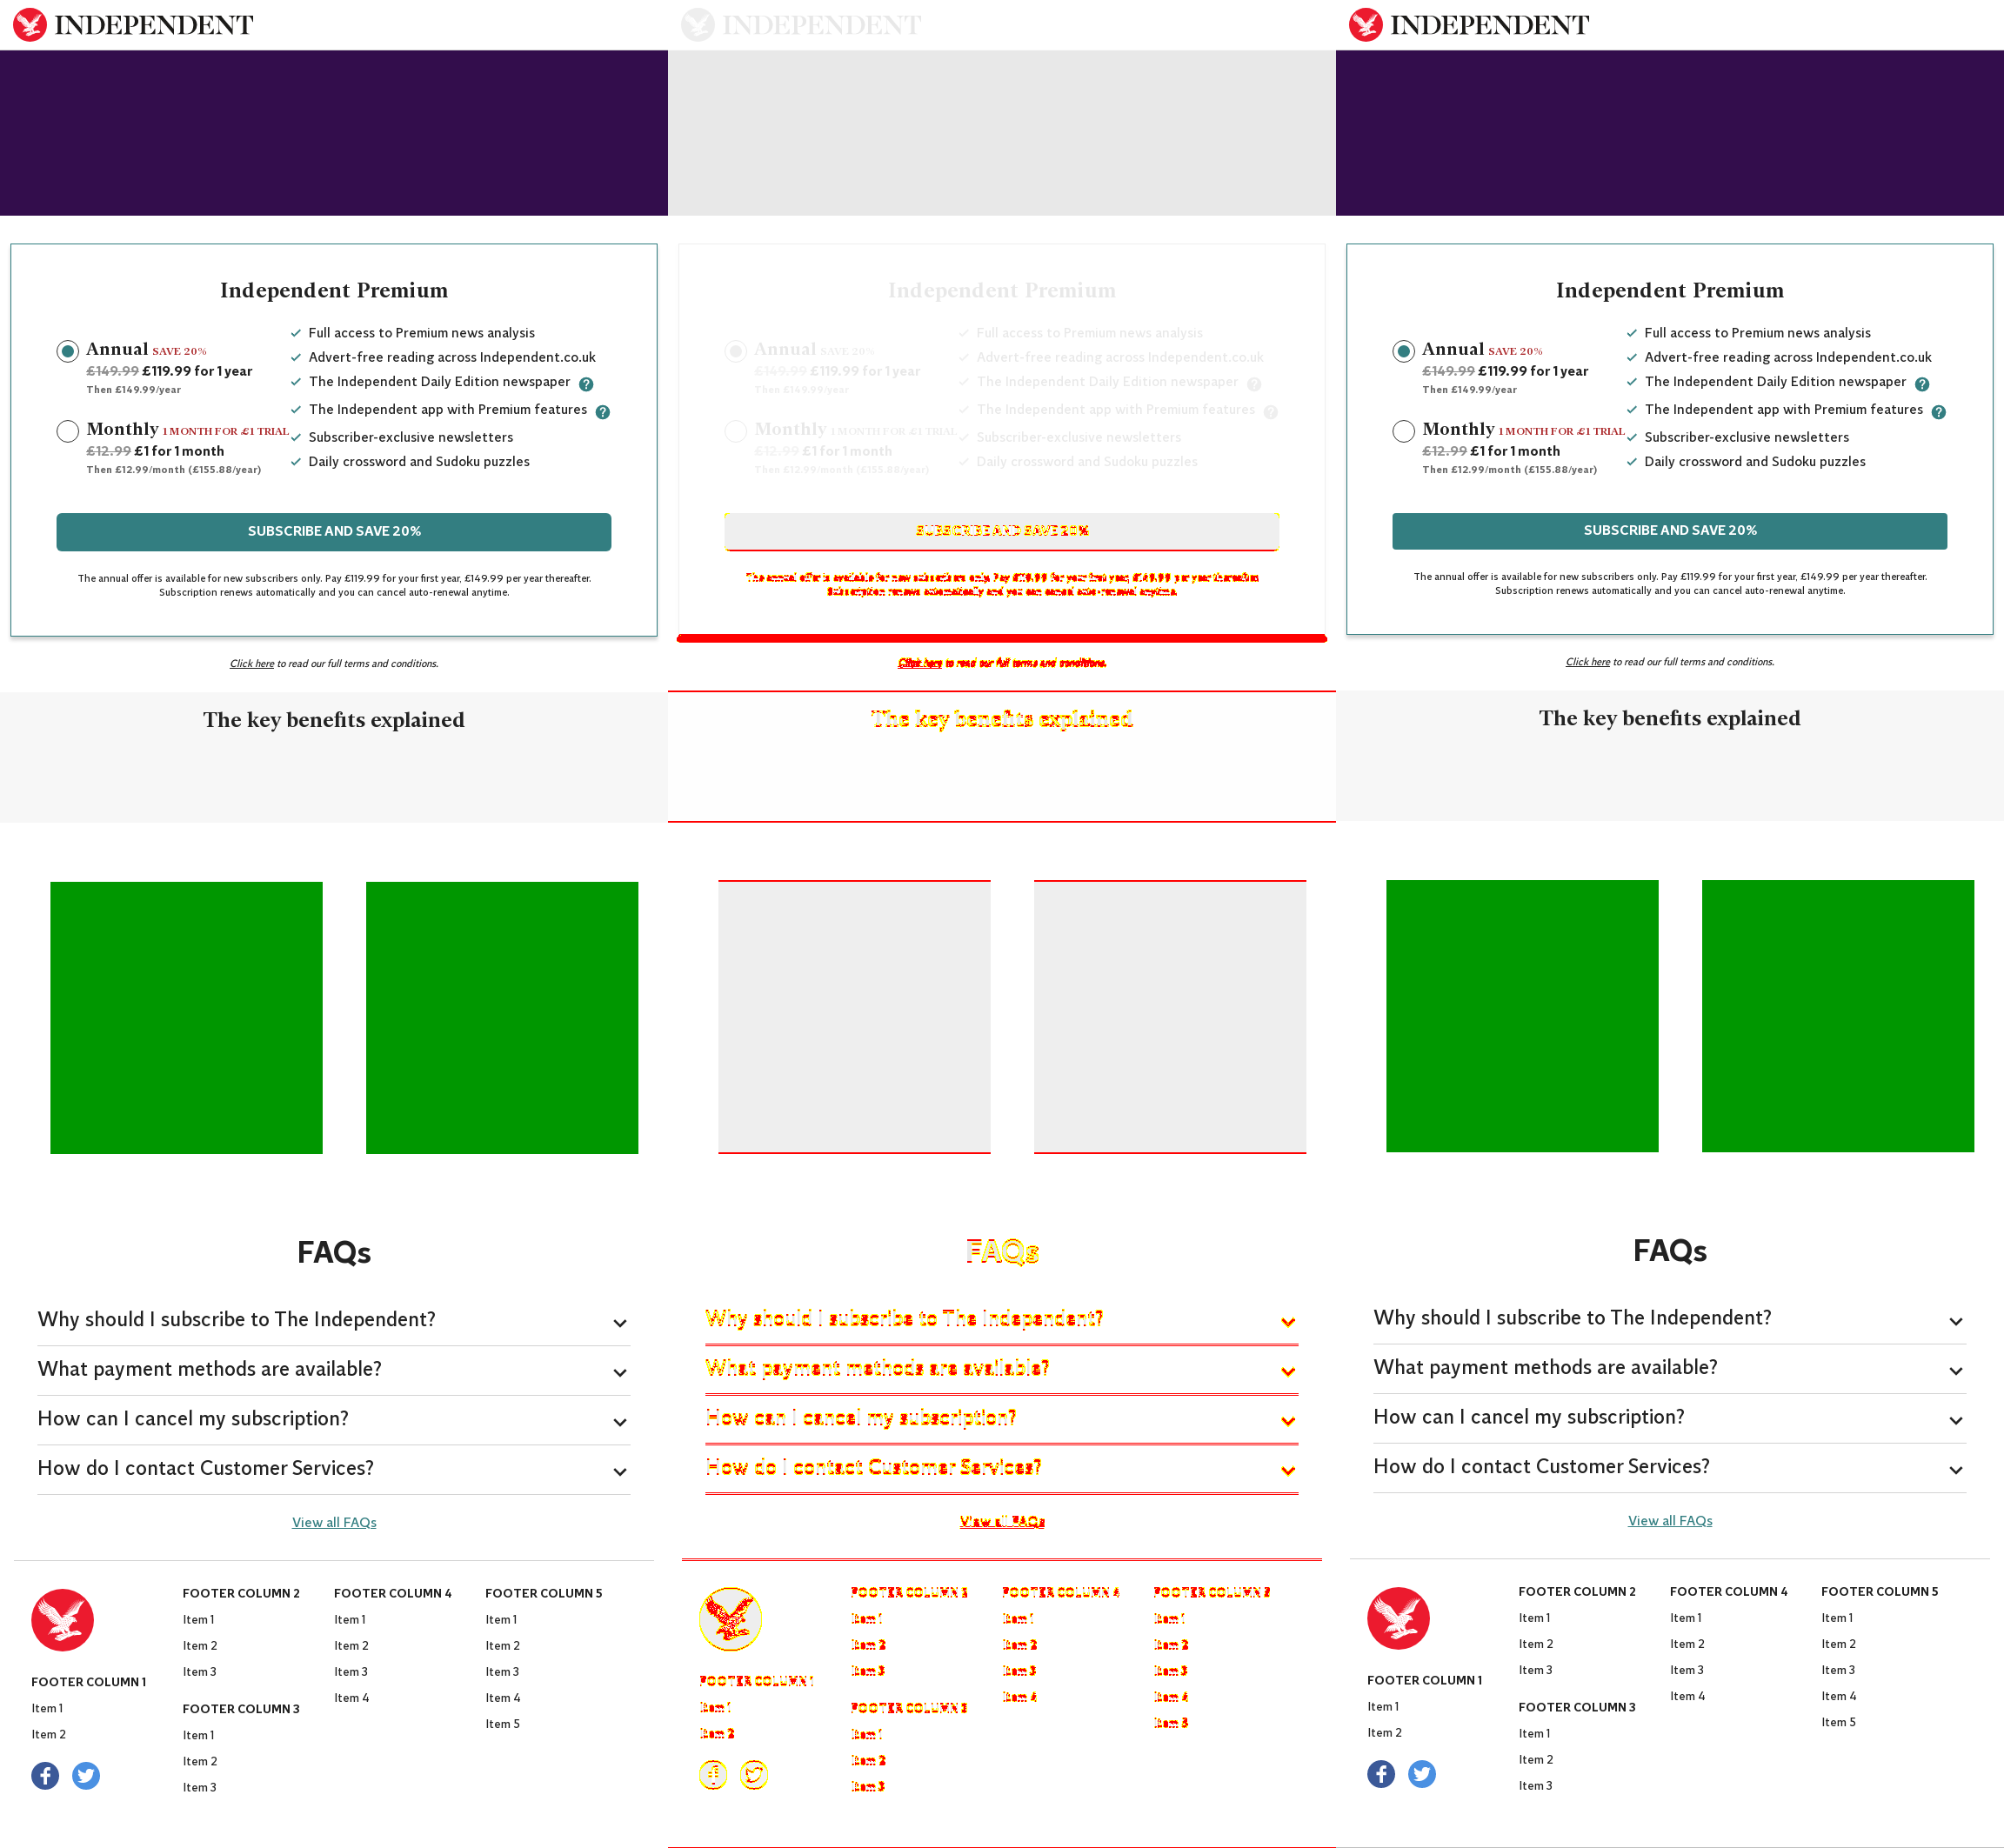 INDEPENDENT
Independent Premium
Annual SAVE 20%
£149.99 £119.99 for 1 year
Then £149.99/year
Monthly 1 MONTH FOR £1 TRIAL
£12.99 £1 for 1 month
Then £12.99/month (£155.88/year)
Full access to Premium news analysis
Advert-free reading across Independent.co.uk
The Independent Daily Edition newspaper ?
The Independent app with Premium features ?
Subscriber-exclusive newsletters
Daily crossword and Sudoku puzzles
SUBSCRIBE AND SAVE 20%
The annual offer is available for new subscribers only. Pay £119.99 for your first year, £149.99 per year thereafter.
Subscription renews automatically and you can cancel auto-renewal anytime.
Click here to read our full terms and conditions.
The key benefits explained
FAQs
Why should I subscribe to The Independent?
What payment methods are available?
How can I cancel my subscription?
How do I contact Customer Services?
View all FAQs
FOOTER COLUMN 1
Item 1
Item 2
FOOTER COLUMN 2
Item 1
Item 2
Item 3
FOOTER COLUMN 3
Item 1
Item 2
Item 3
FOOTER COLUMN 4
Item 1
Item 2
Item 3
Item 4
FOOTER COLUMN 5
Item 1
Item 2
Item 3
Item 4
Item 5
INDEPENDENT
Independent Premium
Annual SAVE 20%
£149.99 £119.99 for 1 year
Then £149.99/year
Monthly 1 MONTH FOR £1 TRIAL
£12.99 £1 for 1 month
Then £12.99/month (£155.88/year)
Full access to Premium news analysis
Advert-free reading across Independent.co.uk
The Independent Daily Edition newspaper ?
The Independent app with Premium features ?
Subscriber-exclusive newsletters
Daily crossword and Sudoku puzzles
SUBSCRIBE AND SAVE 20%
The annual offer is available for new subscribers only. Pay £119.99 for your first year, £149.99 per year thereafter.
Subscription renews automatically and you can cancel auto-renewal anytime.
Click here to read our full terms and conditions.
The key benefits explained
FAQs
Why should I subscribe to The Independent?
What payment methods are available?
How can I cancel my subscription?
How do I contact Customer Services?
View all FAQs
FOOTER COLUMN 1
Item 1
Item 2
FOOTER COLUMN 2
Item 1
Item 2
Item 3
FOOTER COLUMN 3
Item 1
Item 2
Item 3
FOOTER COLUMN 4
Item 1
Item 2
Item 3
Item 4
FOOTER COLUMN 5
Item 1
Item 2
Item 3
Item 4
Item 5
INDEPENDENT
Independent Premium
Annual SAVE 20%
£149.99 £119.99 for 1 year
Then £149.99/year
Monthly 1 MONTH FOR £1 TRIAL
£12.99 £1 for 1 month
Then £12.99/month (£155.88/year)
Full access to Premium news analysis
Advert-free reading across Independent.co.uk
The Independent Daily Edition newspaper ?
The Independent app with Premium features ?
Subscriber-exclusive newsletters
Daily crossword and Sudoku puzzles
SUBSCRIBE AND SAVE 20%
The annual offer is available for new subscribers only. Pay £119.99 for your first year, £149.99 per year thereafter.
Subscription renews automatically and you can cancel auto-renewal anytime.
Click here to read our full terms and conditions.
The key benefits explained
FAQs
Why should I subscribe to The Independent?
What payment methods are available?
How can I cancel my subscription?
How do I contact Customer Services?
View all FAQs
FOOTER COLUMN 1
Item 1
Item 2
FOOTER COLUMN 2
Item 1
Item 2
Item 3
FOOTER COLUMN 3
Item 1
Item 2
Item 3
FOOTER COLUMN 4
Item 1
Item 2
Item 3
Item 4
FOOTER COLUMN 5
Item 1
Item 2
Item 3
Item 4
Item 5